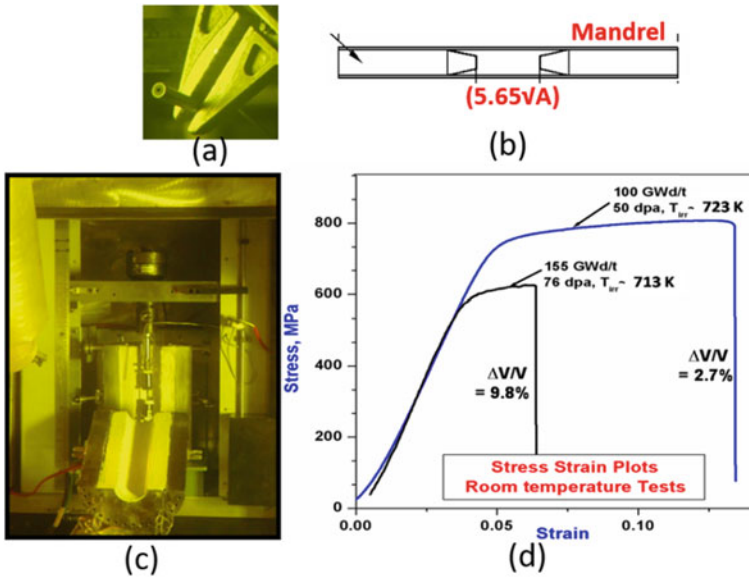 Mandrel
(5.65√A)
(a)
(b)
800
600
400
200
0
Stress, MPa
100 GWd/t
50 dpa, Tirr~ 723 K
155 GWd/t
76 dpa, Tirr~ 713 K
ΔV/V
= 9.8%
ΔV/V
= 2.7%
Stress Strain Plots
Room temperature Tests
0.00
0.05
0.10
Strain
(c)
(d)